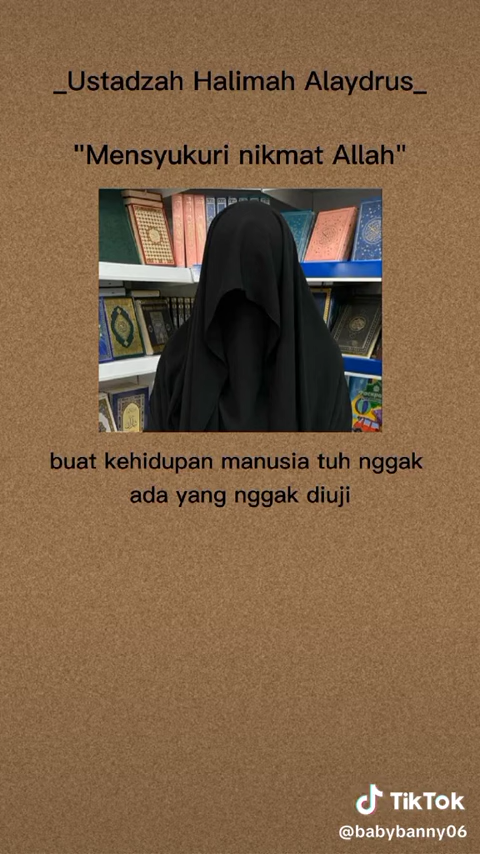 _Ustadzah Halimah Alaydrus_
"Mensyukuri nikmat Allah"
buat kehidupan manusia tuh nggak
ada yang nggak diuji
TikTok
@babybanny06